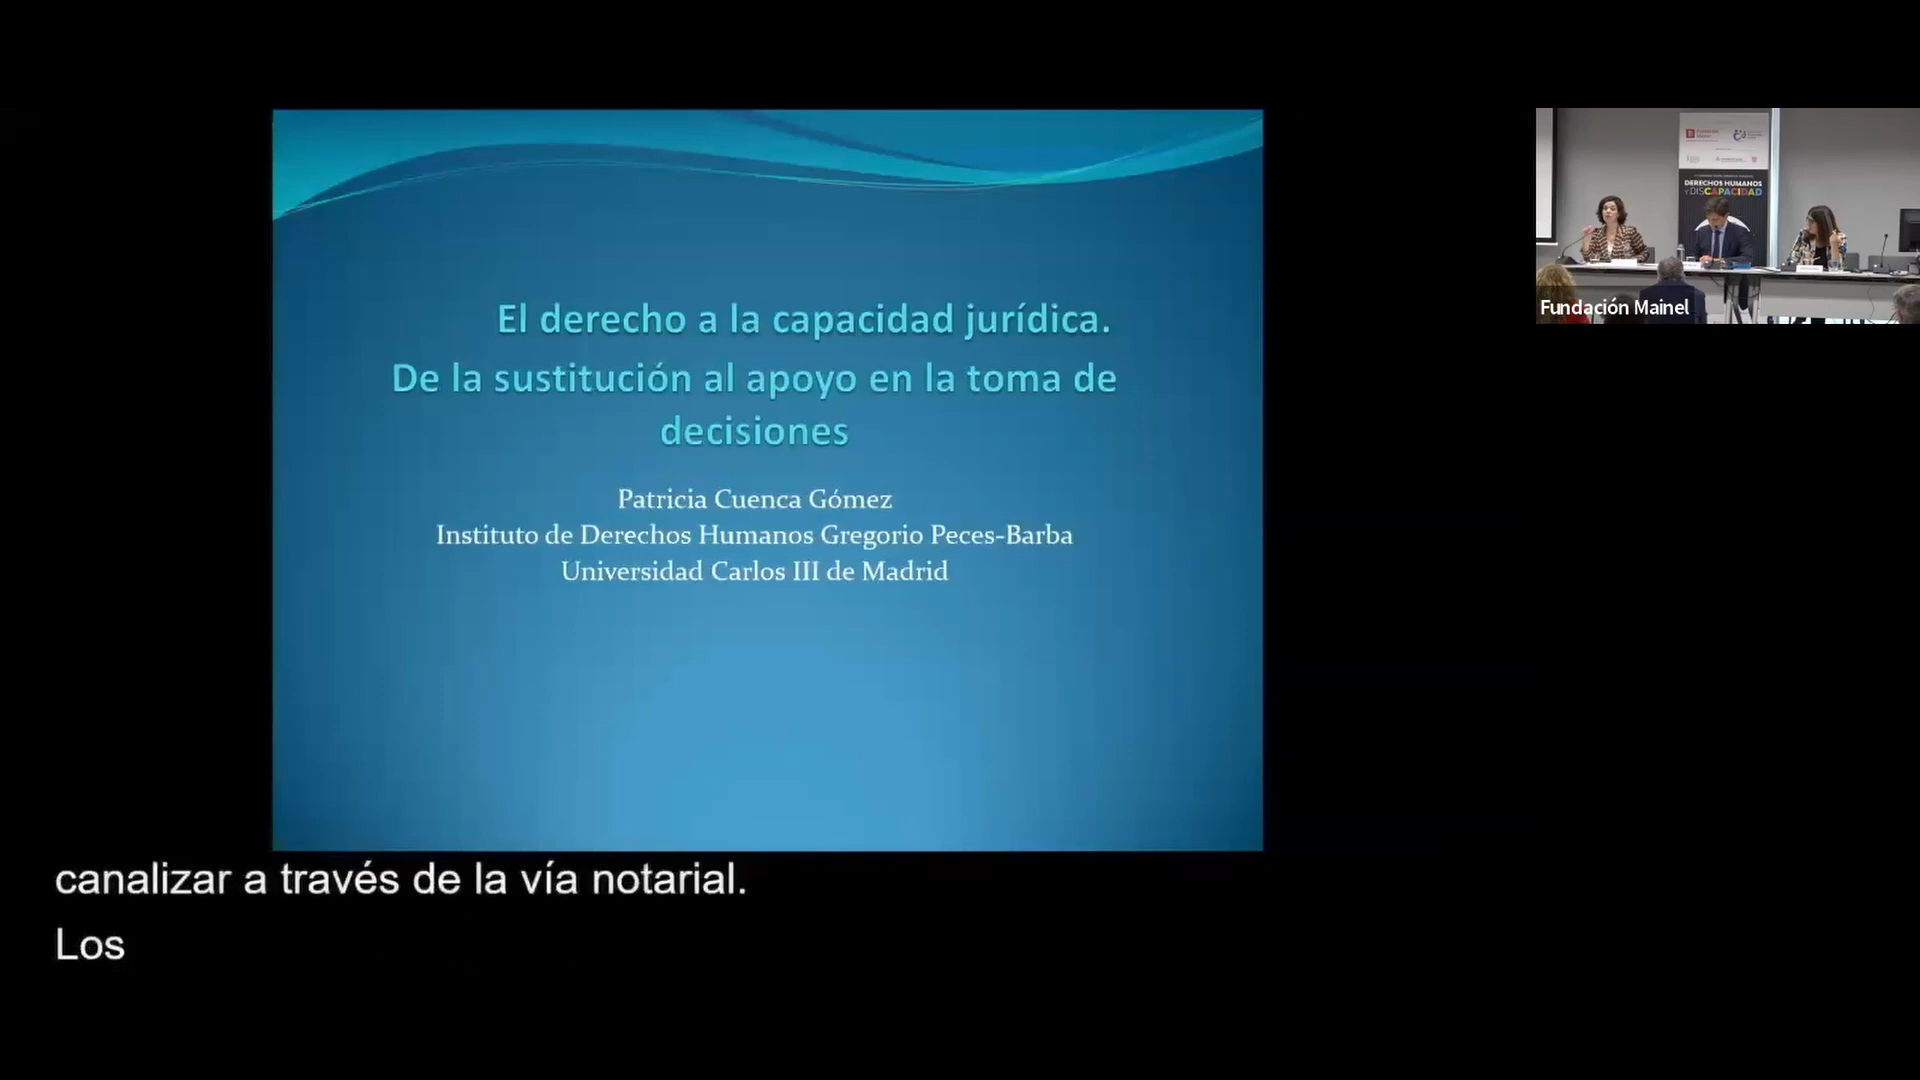 El derecho a la capacidad jurídica.
De la sustitución al apoyo en la toma de
decisiones
Patricia Cuenca Gómez
Instituto de Derechos Humanos Gregorio Peces-Barba
Universidad Carlos III de Madrid
DERECHOS HUMANOS
Y DISCAPACIDAD
Fundación Mainel
canalizar a través de la vía notarial.
Los